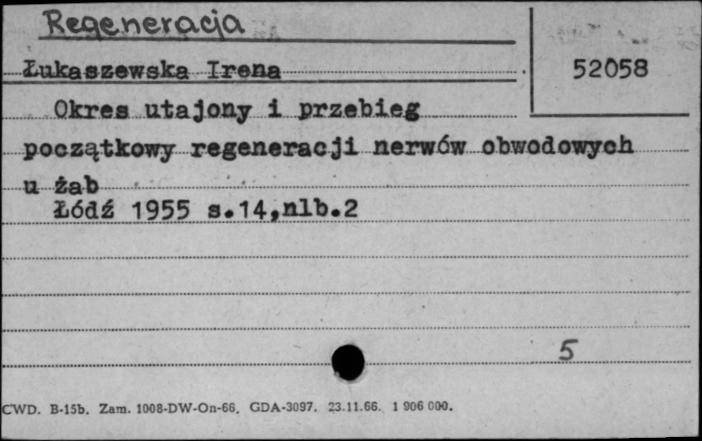 Regeneracja
Łukaszewska Irena
52058
Okres utajony i przebieg
początkowy regeneracji nerwów obwodowych
u żab
Łódź 1955 s.14,nlb.2
5
CWD. B-15b. Zam. 1008-DW-On-66. GDA-3097. 23.11.66. 1 906 000.